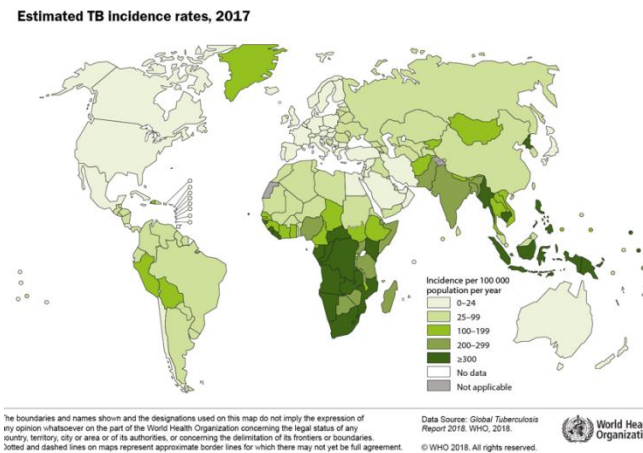 Estimated TB incidence rates, 2017
Incidence per 100 000
population per year
0–24
25–99
100–199
200–299
≥300
No data
Not applicable
he boundaries and names shown and the designations used on this map do not imply the expression of
ny opinion whatsoever on the part of the World Health Organization concerning the legal status of any
ountry, territory, city or area or of its authorities, or concerning the delimitation of its frontiers or boundaries.
Dotted and dashed lines on maps represent approximate border lines for which there may not yet be full agreement.
Data Source: Global Tuberculosis
Report 2018. WHO, 2018.
© WHO 2018. All rights reserved.
World Hea
Organizati